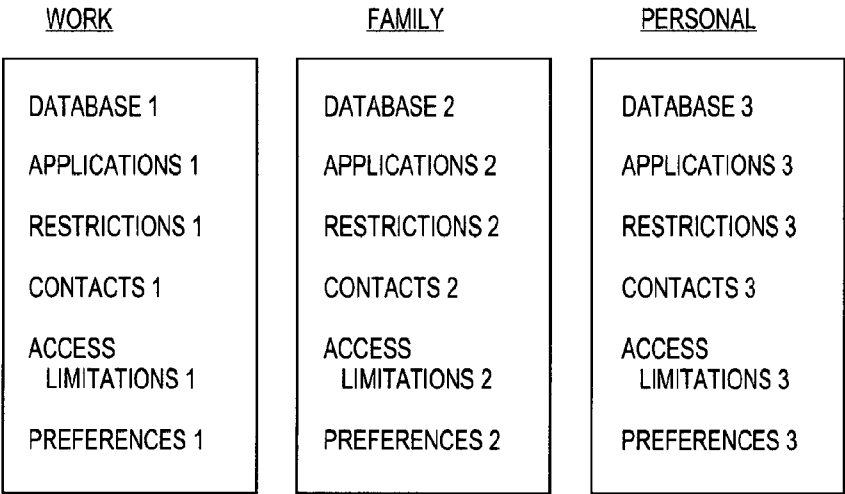 WORK
DATABASE 1
APPLICATIONS 1
RESTRICTIONS 1
CONTACTS 1
ACCESS
LIMITATIONS 1
PREFERENCES 1
FAMILY
DATABASE 2
APPLICATIONS 2
RESTRICTIONS 2
CONTACTS 2
ACCESS
LIMITATIONS 2
PREFERENCES 2
PERSONAL
DATABASE 3
APPLICATIONS 3
RESTRICTIONS 3
CONTACTS 3
ACCESS
LIMITATIONS 3
PREFERENCES 3